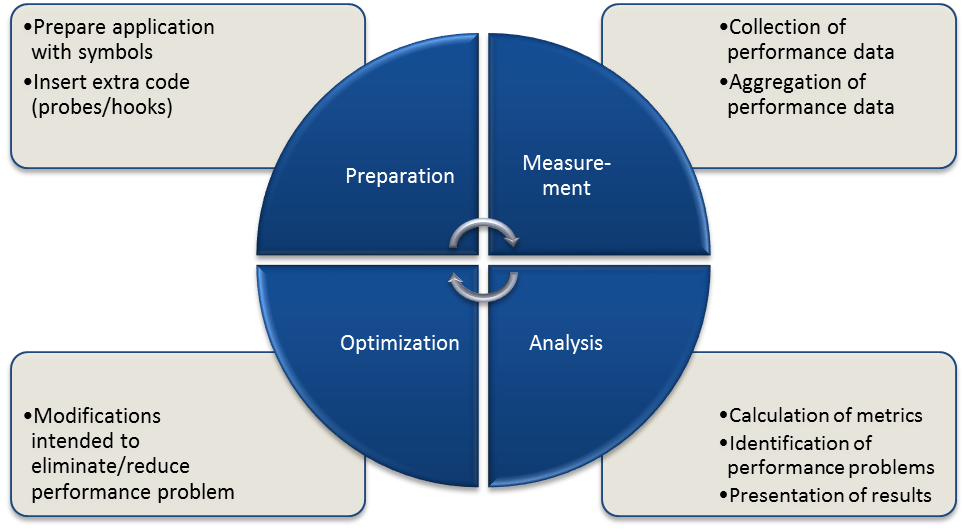 •Prepare application
with symbols
•Insert extra code
(probes/hooks)
•Collection of
performance data
•Aggregation of
performance data
Preparation
Measure-
ment
Optimization
Analysis
•Modifications
intended to
eliminate/reduce
performance problem
•Calculation of metrics
•Identification of
performance problems
•Presentation of results